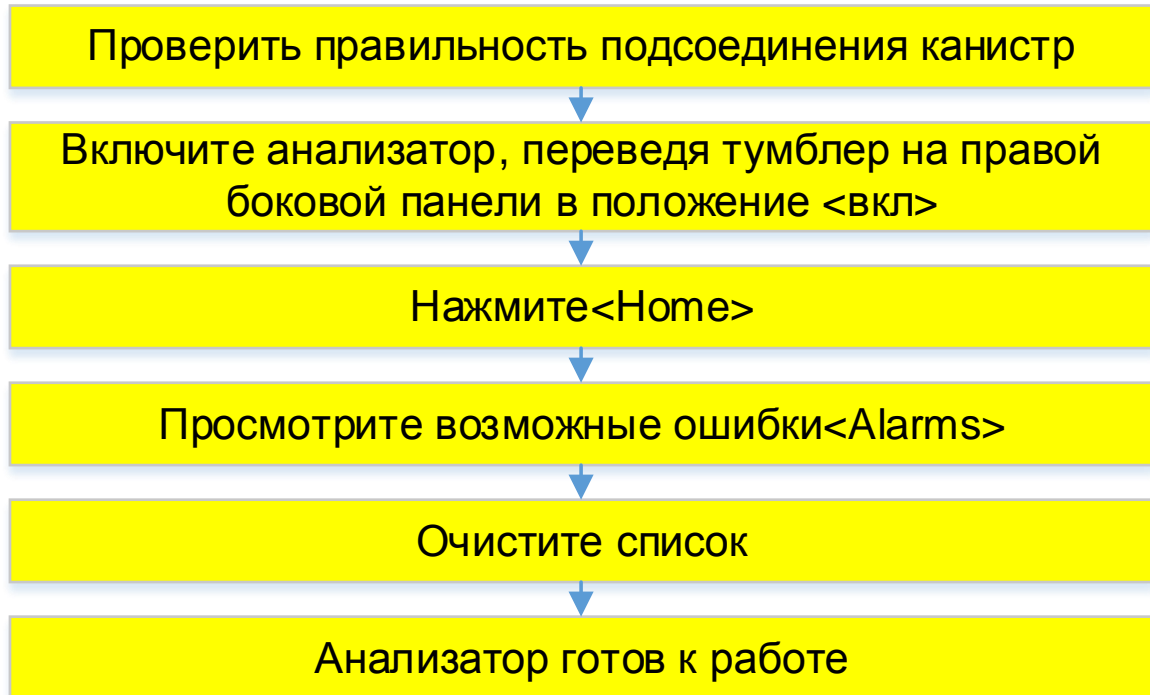 Проверить правильность подсоединения канистр
Включите анализатор, переведя тумблер на правой
боковой панели в положение <вкл>
Нажмите<Home>
Просмотрите возможные ошибки<Alarms>
Очистите список
Анализатор готов к работе